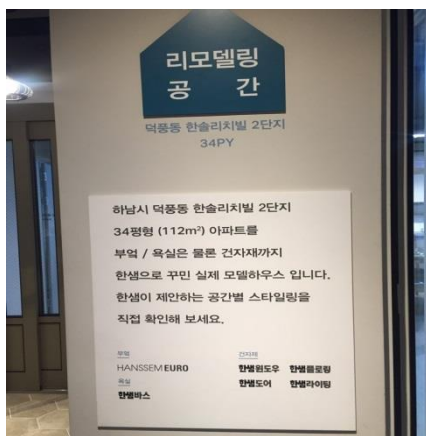 리모델링
공 간
덕풍동 한솔리치빌 2단지
34PY
하남시 덕풍동 한솔리치빌 2단지
34평형 (112m²) 아파트를
부엌 / 욕실은 물론 건자재까지
한샘으로 꾸민 실제 모델하우스 입니다.
한샘이 제안하는 공간별 스타일링을
직접 확인해 보세요.
부엌 건자재
HANSSEM EURO 한샘윈도우 한샘플로링
욕실 한샘도어 한샘라이팅
한샘바스